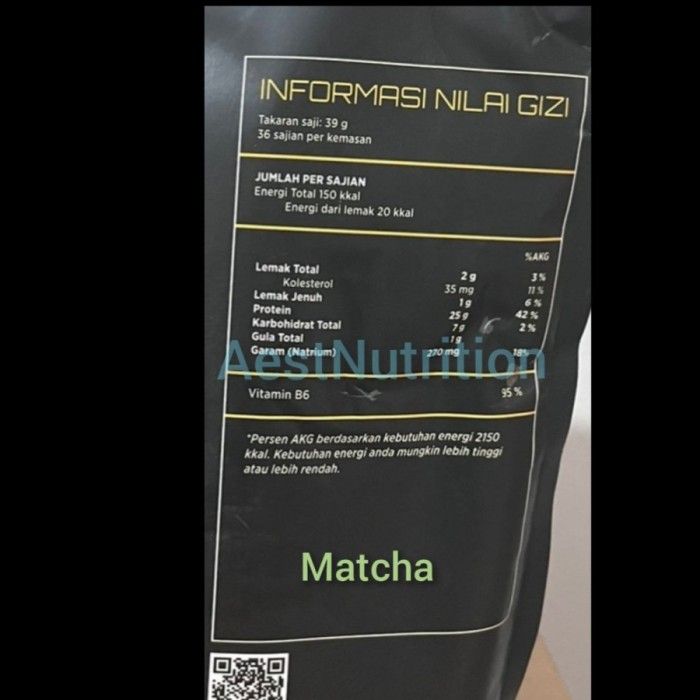 INFORMASI NILAI GIZI
Takaran saji: 39 g
36 sajian per kemasan
JUMLAH PER SAJIAN
Energi Total 150 kkal
Energi dari lemak 20 kkal
%AKG
Lemak Total 2 g 3 %
Kolesterol 35 mg 11 %
Lemak Jenuh 1 g 6 %
Protein 25 g 42 %
Karbohidrat Total 7 g 2 %
Gula Total 1 g
Garam (Natrium) 270 mg 18%
AestNutrition
Vitamin B6 95 %
*Persen AKG berdasarkan kebutuhan energi 2150
kkal. Kebutuhan energi anda mungkin lebih tinggi
atau lebih rendah.
Matcha